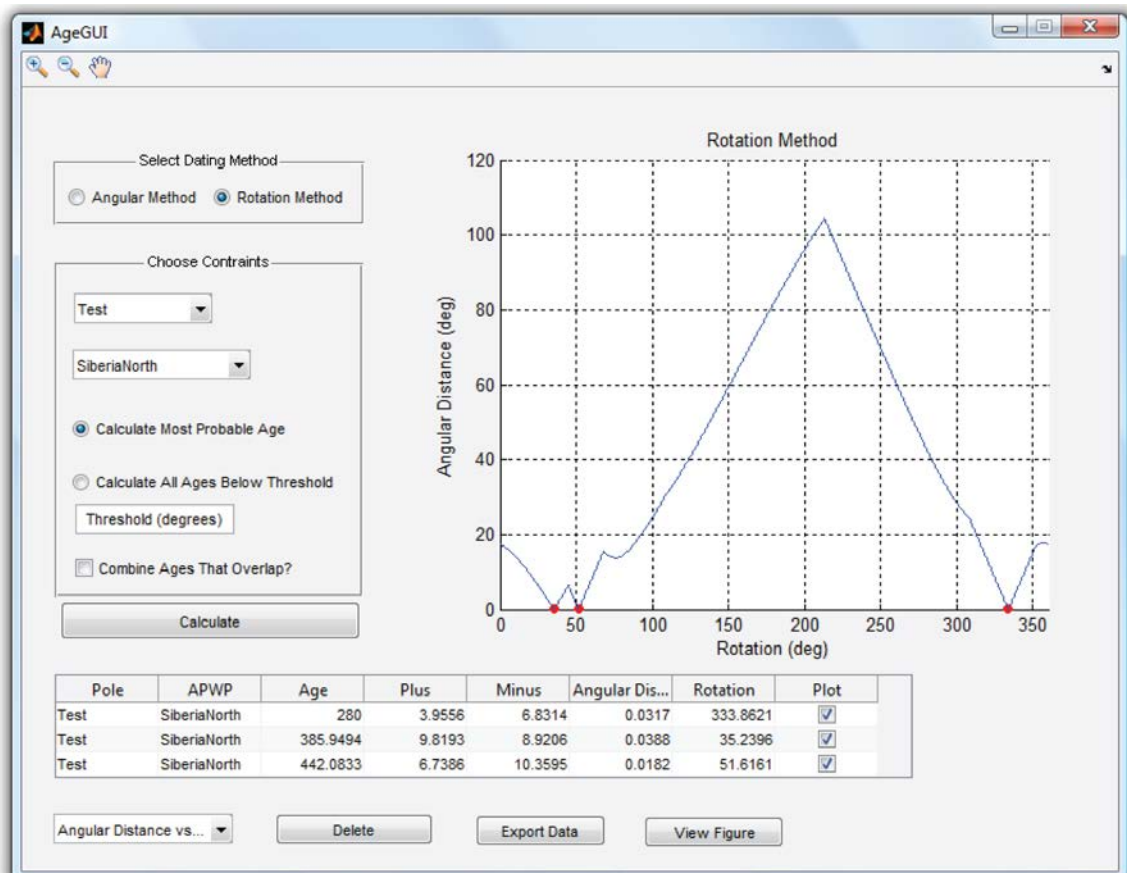 AgeGUI
Select Dating Method
Angular Method Rotation Method
Choose Contraints
Test
SiberiaNorth
Calculate Most Probable Age
Calculate All Ages Below Threshold
Threshold (degrees)
Combine Ages That Overlap?
Calculate
Rotation Method
Angular Distance (deg)
120
100
80
60
40
20
0
0 50 100 150 200 250 300 350
Rotation (deg)
Pole APWP Age Plus Minus Angular Dis... Rotation Plot
Test SiberiaNorth 280 3.9556 6.8314 0.0317 333.8621
Test SiberiaNorth 385.9494 9.8193 8.9206 0.0388 35.2396
Test SiberiaNorth 442.0833 6.7386 10.3595 0.0182 51.6161
Angular Distance vs... Delete Export Data View Figure